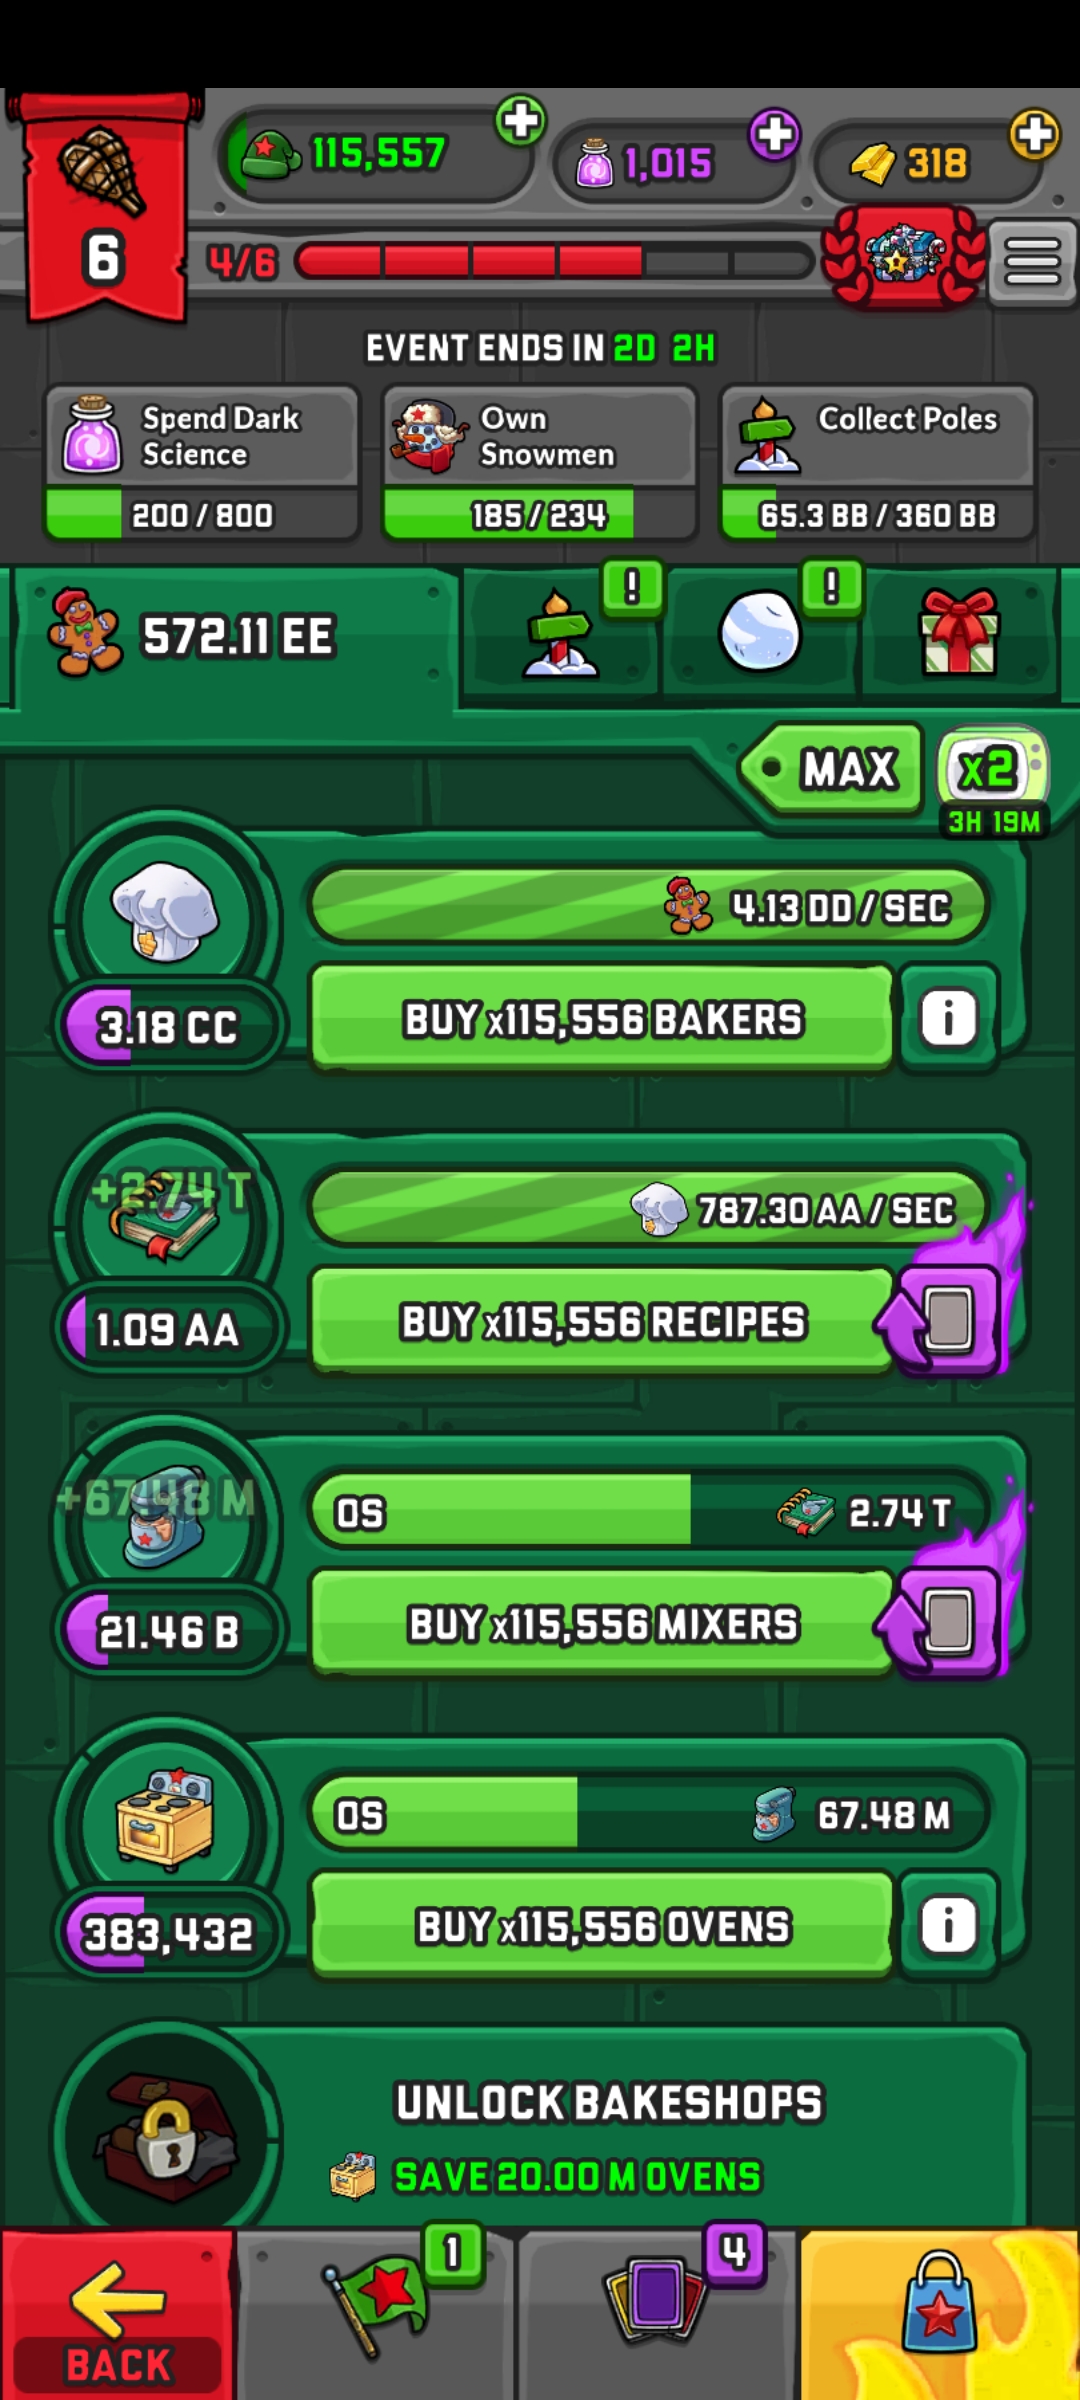 115,557
1,015
318
6
4/6
EVENT ENDS IN 2D 2H
Spend Dark
Science
200 / 800
Own
Snowmen
185 / 234
Collect Poles
65.3 BB / 360 BB
572.11 EE
!
!
MAX
x2
3H 19M
4.13 DD / SEC
3.18 CC
BUY x115,556 BAKERS
i
+2.74 T
787.30 AA / SEC
1.09 AA
BUY x115,556 RECIPES
+67.48 M
0S
2.74 T
21.46 B
BUY x115,556 MIXERS
0S
67.48 M
383,432
BUY x115,556 OVENS
i
UNLOCK BAKESHOPS
SAVE 20.00 M OVENS
1
4
BACK